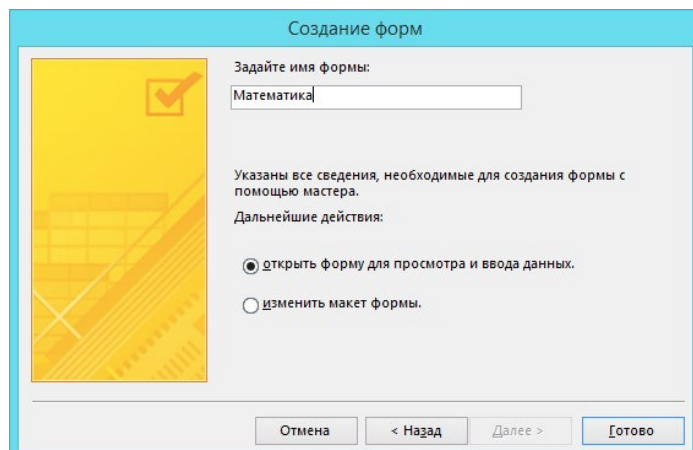 Создание форм
Задайте имя формы:
Математика
Указаны все сведения, необходимые для создания формы с
помощью мастера.
Дальнейшие действия:
открыть форму для просмотра и ввода данных.
изменить макет формы.
Отмена
< Назад
Далее >
Готово